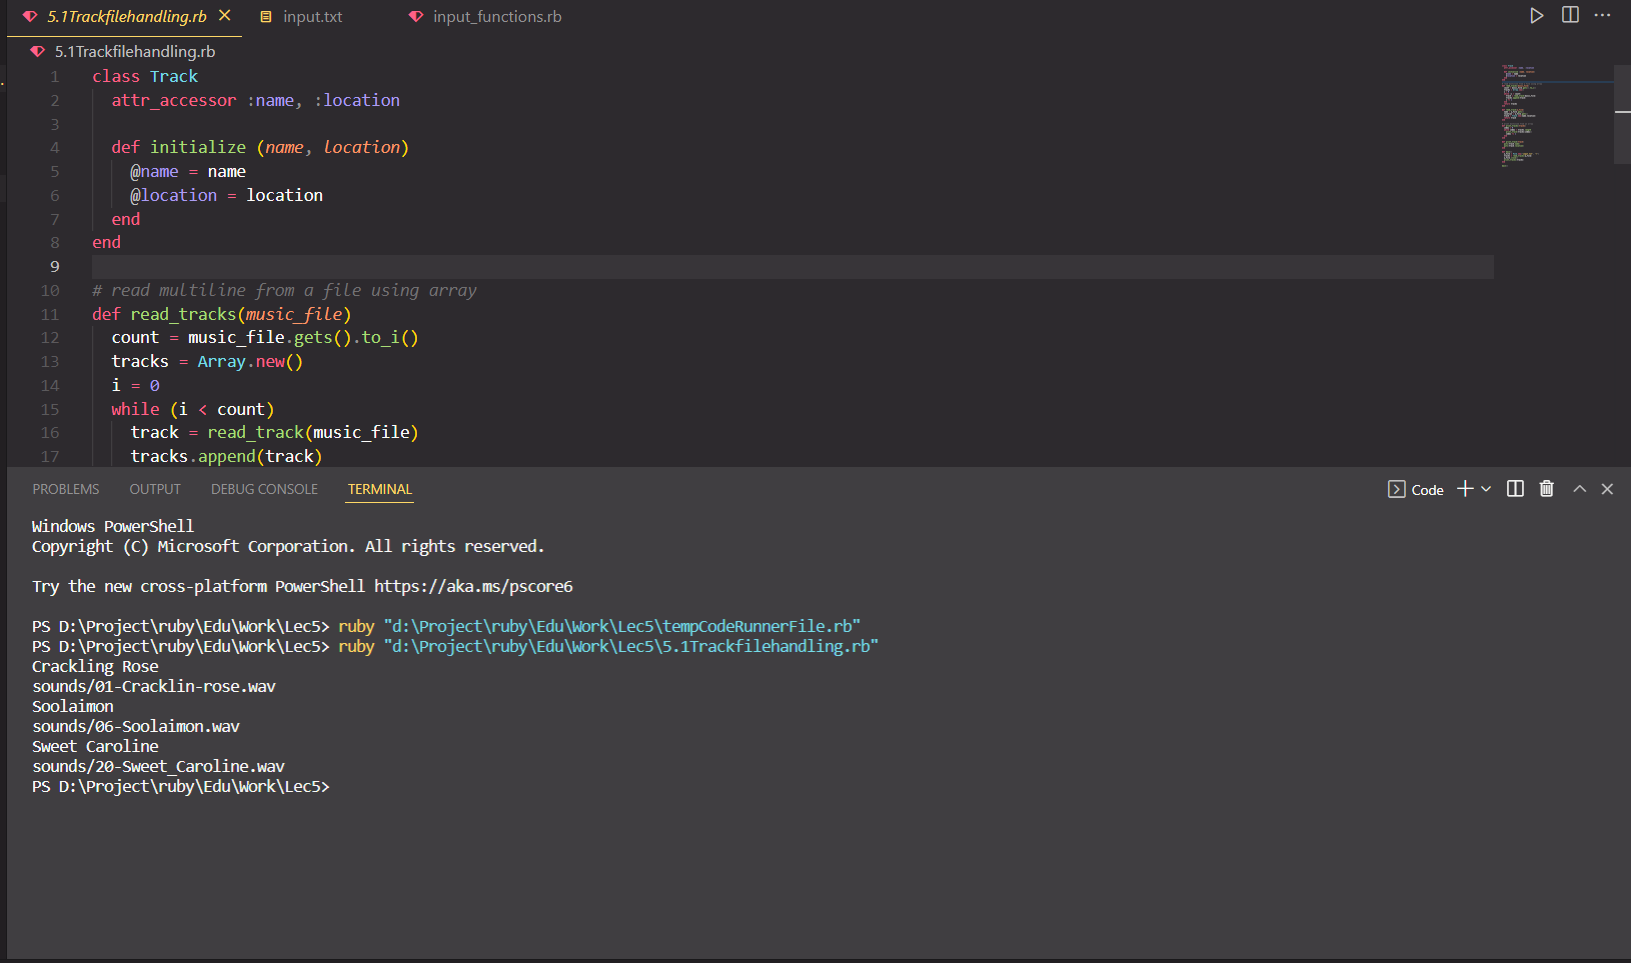 5.1Trackfilehandling.rb
input.txt
input_functions.rb
5.1Trackfilehandling.rb
1 class Track
2 attr_accessor :name, :location
3
4 def initialize (name, location)
5 @name = name
6 @location = location
7 end
8 end
9
10 # read multiline from a file using array
11 def read_tracks(music_file)
12 count = music_file.gets().to_i()
13 tracks = Array.new()
14 i = 0
15 while (i < count)
16 track = read_track(music_file)
17 tracks.append(track)
PROBLEMS OUTPUT DEBUG CONSOLE TERMINAL
Code
Windows PowerShell
Copyright (C) Microsoft Corporation. All rights reserved.
Try the new cross-platform PowerShell https://aka.ms/pscore6
PS D:\Project\ruby\Edu\Work\Lec5> ruby "d:\Project\ruby\Edu\Work\Lec5\tempCodeRunnerFile.rb"
PS D:\Project\ruby\Edu\Work\Lec5> ruby "d:\Project\ruby\Edu\Work\Lec5\5.1Trackfilehandling.rb"
Crackling Rose
sounds/01-Cracklin-rose.wav
Soolaimon
sounds/06-Soolaimon.wav
Sweet Caroline
sounds/20-Sweet_Caroline.wav
PS D:\Project\ruby\Edu\Work\Lec5>